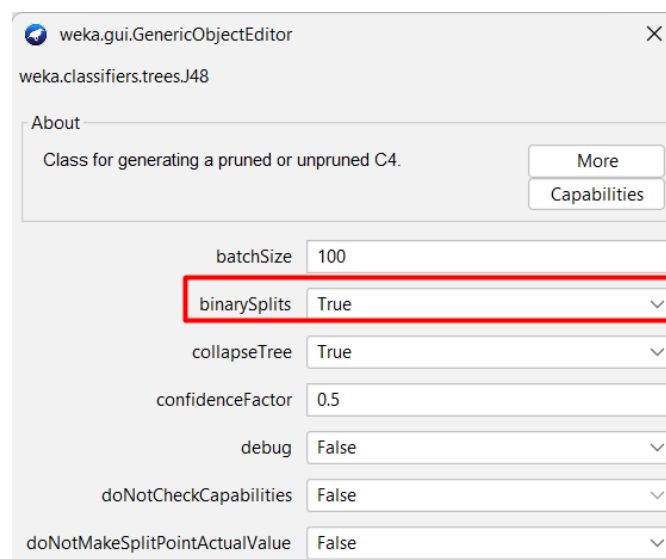 weka.gui.GenericObjectEditor
weka.classifiers.trees.J48
About
Class for generating a pruned or unpruned C4.
More
Capabilities
batchSize 100
binarySplits True
collapseTree True
confidenceFactor 0.5
debug False
doNotCheckCapabilities False
doNotMakeSplitPointActualValue False